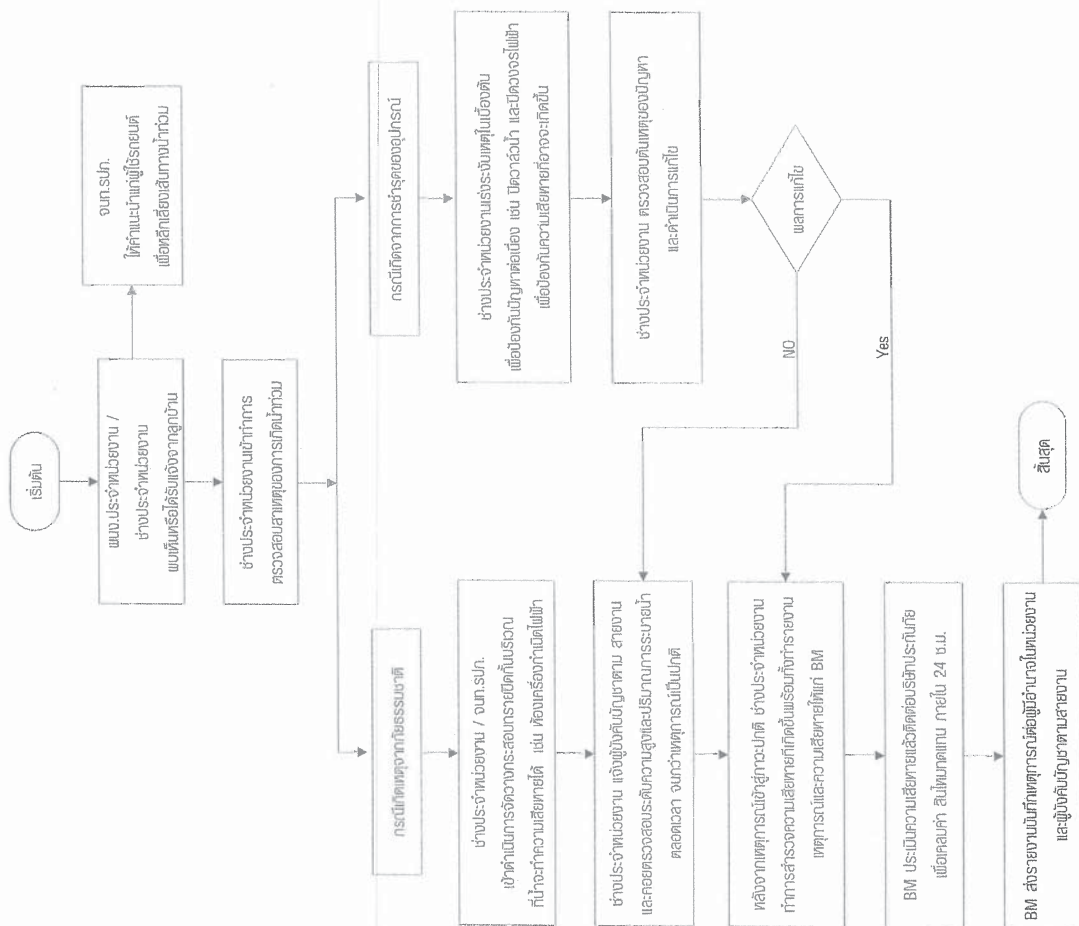 เริ่มต้น
พนง.ประจำหน่วยงาน /
ช่างประจำหน่วยงาน
พบเห็นหรือได้รับแจ้งจากลูกบ้าน
จนท.รปภ.
ให้คำแนะนำแก่ผู้ใช้รถยนต์
เพื่อหลีกเลี่ยงเส้นทางน้ำท่วม
ช่างประจำหน่วยงานเข้าทำการ
ตรวจสอบสาเหตุของการเกิดน้ำท่วม
กรณีเกิดเหตุจากภัยธรรมชาติ
ช่างประจำหน่วยงาน / จนท.รปภ.
เข้าดำเนินการจัดวางกระสอบทรายปิดกั้นบริเวณ
ที่น้ำจะทำความเสียหายได้ เช่น ห้องเครื่องกำเนิดไฟฟ้า
ช่างประจำหน่วยงาน แจ้งผู้บังคับบัญชาตาม สายงาน
และคอยตรวจสอบระดับความสูงและปริมาณการระบายน้ำ
ตลอดเวลา จนกว่าเหตุการณ์เป็นปกติ
หลังจากเหตุการณ์เข้าสู่ภาวะปกติ ช่างประจำหน่วยงาน
ทำการสำรวจความเสียหายที่เกิดขึ้นพร้อมทั้งทำรายงาน
เหตุการณ์และความเสียหายให้แก่ BM
BM ประเมินความเสียหายแล้วติดต่อบริษัทประกันภัย
เพื่อเคลมค่า สินไหมทดแทน ภายใน 24 ช.ม.
BM ส่งรายงานบันทึกเหตุการณ์ต่อผู้มีอำนาจในหน่วยงาน
และผู้บังคับบัญชาตามสายงาน
สิ้นสุด
กรณีเกิดจากการชำรุดของอุปกรณ์
ช่างประจำหน่วยงานเร่งระงับเหตุในเบื้องต้น
เพื่อป้องกันปัญหาต่อเนื่อง เช่น ปิดวาล์วน้ำ และปิดวงจรไฟฟ้า
เพื่อป้องกันความเสียหายที่อาจจะเกิดขึ้น
ช่างประจำหน่วยงาน ตรวจสอบต้นเหตุของปัญหา
และดำเนินการแก้ไข
ผลการแก้ไข
NO
Yes